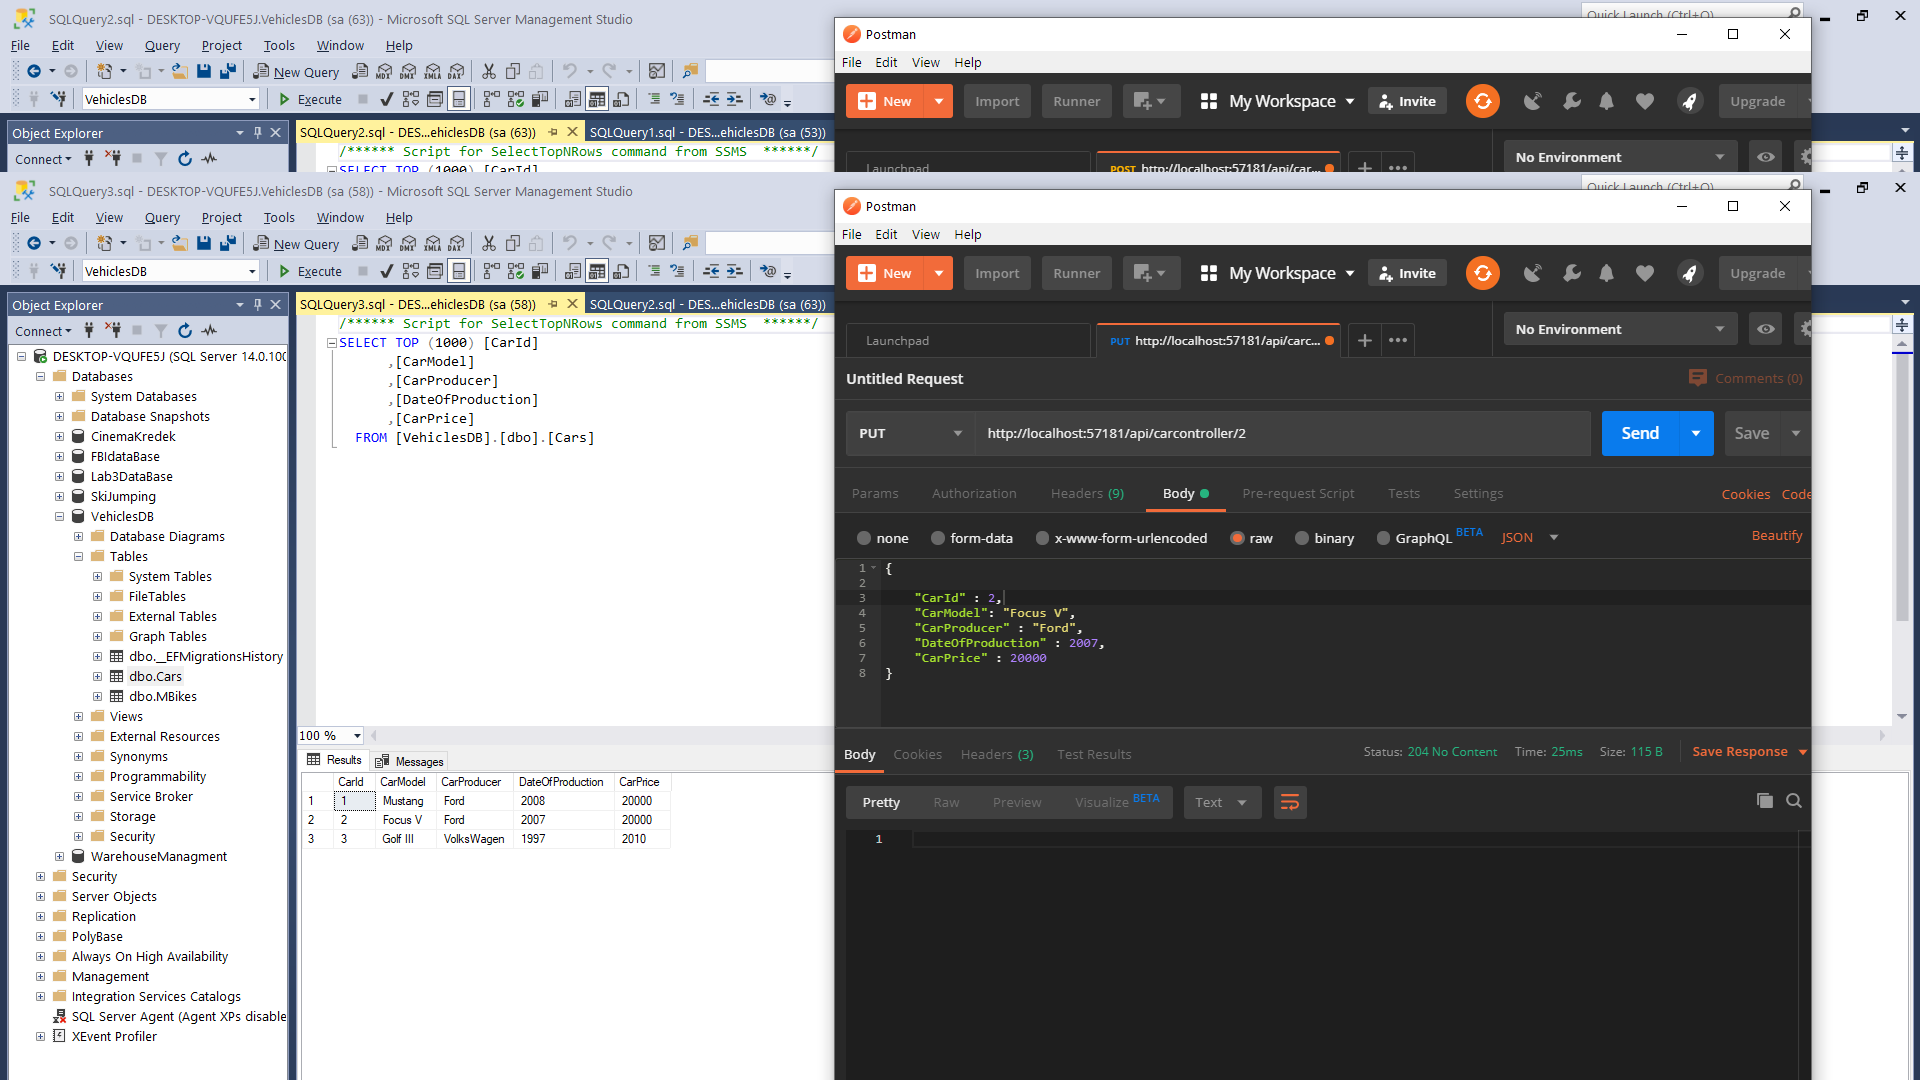 SQLQuery2.sql - DESKTOP-VQUFE5J.VehiclesDB (sa (63)) - Microsoft SQL Server Management Studio
Quick Launch (Ctrl+Q)
File Edit View Query Project Tools Window Help
New Query
MDX DMX XMLA DAX
VehiclesDB
Execute
Object Explorer
Connect
SQLQuery2.sql - DES...ehiclesDB (sa (63))
SQLQuery1.sql - DES...ehiclesDB (sa (53))
/****** Script for SelectTopNRows command from SSMS  ******/
SELECT TOP (1000) [CarId]
Postman
File Edit View Help
New
Import
Runner
My Workspace
Invite
Upgrade
Launchpad
POST http://localhost:57181/api/car...
No Environment
SQLQuery3.sql - DESKTOP-VQUFE5J.VehiclesDB (sa (58)) - Microsoft SQL Server Management Studio
Quick Launch (Ctrl+Q)
File Edit View Query Project Tools Window Help
New Query
MDX DMX XMLA DAX
VehiclesDB
Execute
Object Explorer
Connect
DESKTOP-VQUFE5J (SQL Server 14.0.100
Databases
System Databases
Database Snapshots
CinemaKredek
FBIdataBase
Lab3DataBase
SkiJumping
VehiclesDB
Database Diagrams
Tables
System Tables
FileTables
External Tables
Graph Tables
dbo.__EFMigrationsHistory
dbo.Cars
dbo.MBikes
Views
External Resources
Synonyms
Programmability
Service Broker
Storage
Security
WarehouseManagment
Security
Server Objects
Replication
PolyBase
Always On High Availability
Management
Integration Services Catalogs
SQL Server Agent (Agent XPs disable
XEvent Profiler
SQLQuery3.sql - DES...ehiclesDB (sa (58))
SQLQuery2.sql - DES...ehiclesDB (sa (63))
/****** Script for SelectTopNRows command from SSMS  ******/
SELECT TOP (1000) [CarId]
,[CarModel]
,[CarProducer]
,[DateOfProduction]
,[CarPrice]
FROM [VehiclesDB].[dbo].[Cars]
100 %
Results
Messages
CarId CarModel CarProducer DateOfProduction CarPrice
1 1 Mustang Ford 2008 20000
2 2 Focus V Ford 2007 20000
3 3 Golf III VolksWagen 1997 2010
Postman
File Edit View Help
New
Import
Runner
My Workspace
Invite
Upgrade
Launchpad
PUT http://localhost:57181/api/carc...
No Environment
Untitled Request
Comments (0)
PUT
http://localhost:57181/api/carcontroller/2
Send
Save
Params Authorization Headers (9) Body Pre-request Script Tests Settings
Cookies Code
none form-data x-www-form-urlencoded raw binary GraphQL BETA JSON
Beautify
1 {
2
3 "CarId" : 2,
4 "CarModel": "Focus V",
5 "CarProducer" : "Ford",
6 "DateOfProduction" : 2007,
7 "CarPrice" : 20000
8 }
Body Cookies Headers (3) Test Results
Status: 204 No Content Time: 25ms Size: 115 B
Save Response
Pretty Raw Preview Visualize BETA
Text
1